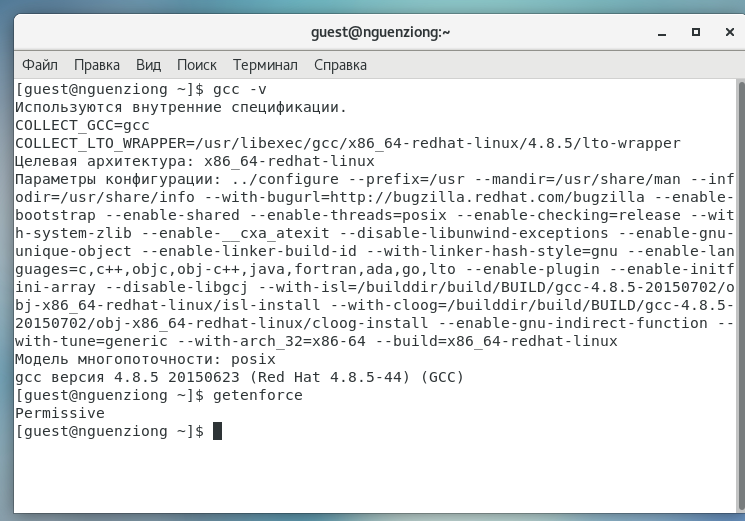 guest@nguenziong:~
Файл Правка Вид Поиск Терминал Справка
[guest@nguenziong ~]$ gcc -v
Используются внутренние спецификации.
COLLECT_GCC=gcc
COLLECT_LTO_WRAPPER=/usr/libexec/gcc/x86_64-redhat-linux/4.8.5/lto-wrapper
Целевая архитектура: x86_64-redhat-linux
Параметры конфигурации: ../configure --prefix=/usr --mandir=/usr/share/man --inf
odir=/usr/share/info --with-bugurl=http://bugzilla.redhat.com/bugzilla --enable-
bootstrap --enable-shared --enable-threads=posix --enable-checking=release --wit
h-system-zlib --enable-__cxa_atexit --disable-libunwind-exceptions --enable-gnu-
unique-object --enable-linker-build-id --with-linker-hash-style=gnu --enable-lan
guages=c,c++,objc,obj-c++,java,fortran,ada,go,lto --enable-plugin --enable-initf
ini-array --disable-libgcj --with-isl=/builddir/build/BUILD/gcc-4.8.5-20150702/o
bj-x86_64-redhat-linux/isl-install --with-cloog=/builddir/build/BUILD/gcc-4.8.5-
20150702/obj-x86_64-redhat-linux/cloog-install --enable-gnu-indirect-function --
with-tune=generic --with-arch_32=x86-64 --build=x86_64-redhat-linux
Модель многопоточности: posix
gcc версия 4.8.5 20150623 (Red Hat 4.8.5-44) (GCC)
[guest@nguenziong ~]$ getenforce
Permissive
[guest@nguenziong ~]$